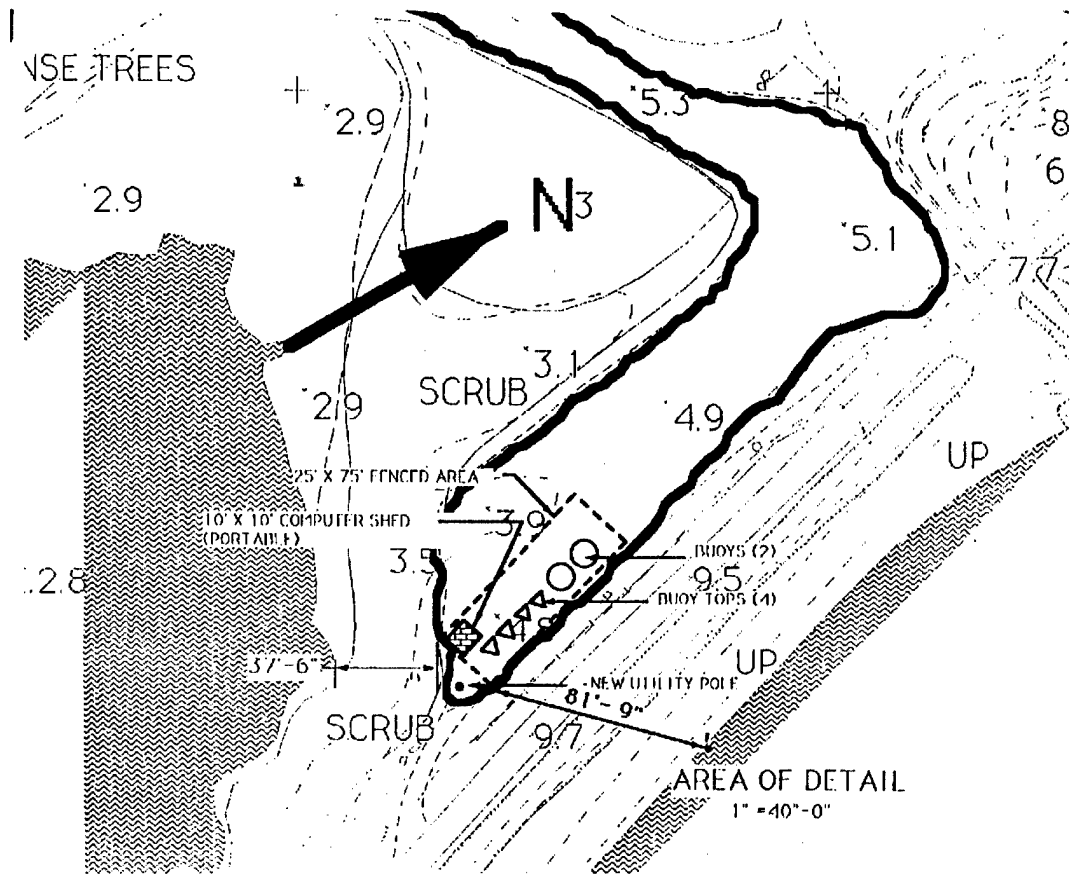 NSE TREES
5.3
2.9
8
6
2.9
N
3
5.1
7.7
3.1
SCRUB
2.9
4.9
UP
25' X 75' FENCED AREA
3.9
10' X 10' COMPUTER SHED
(PORTABLE)
3.5
BUOYS (2)
9.5
2.8
BUOY TOPS (4)
37'-6"
UP
NEW UTILITY POLE
81'-9"
SCRUB
9.7
AREA OF DETAIL
1" =40"-0"